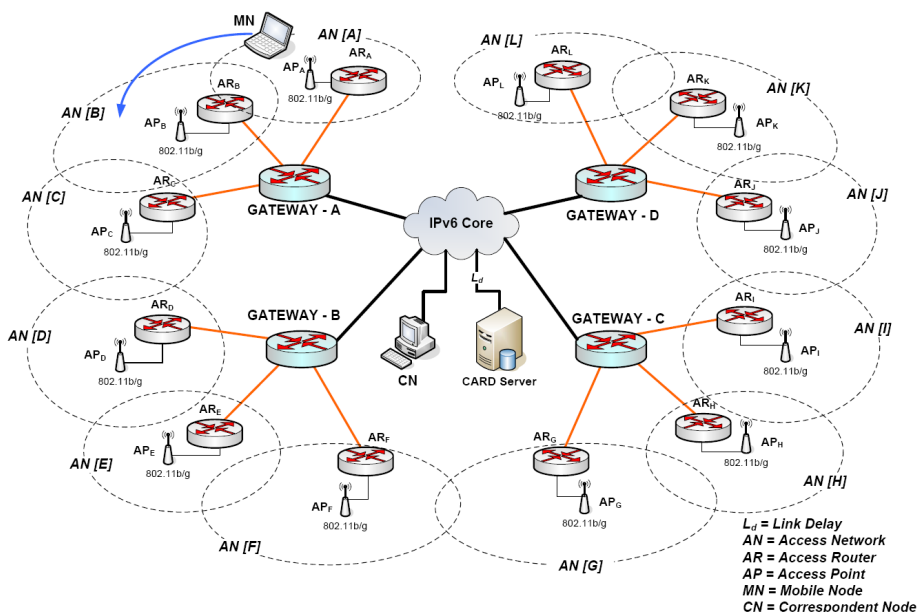 MN
AN [A]
AR_A
AP_A
802.11b/g
AN [L]
AR_L
AP_L
802.11b/g
AN [B]
AR_B
AP_B
802.11b/g
AN [K]
AR_K
AP_K
802.11b/g
AN [C]
AR_C
AP_C
802.11b/g
GATEWAY - A
IPv6 Core
GATEWAY - D
AN [J]
AR_J
AP_J
802.11b/g
L_d
AN [D]
AR_D
AP_D
802.11b/g
GATEWAY - B
CN
CARD Server
GATEWAY - C
AR_I
AP_I
802.11b/g
AN [I]
AR_E
AP_E
802.11b/g
AN [E]
AR_F
AP_F
802.11b/g
AN [F]
AR_G
AP_G
802.11b/g
AN [G]
AR_H
AP_H
802.11b/g
AN [H]
L_d = Link Delay
AN = Access Network
AR = Access Router
AP = Access Point
MN = Mobile Node
CN = Correspondent Node